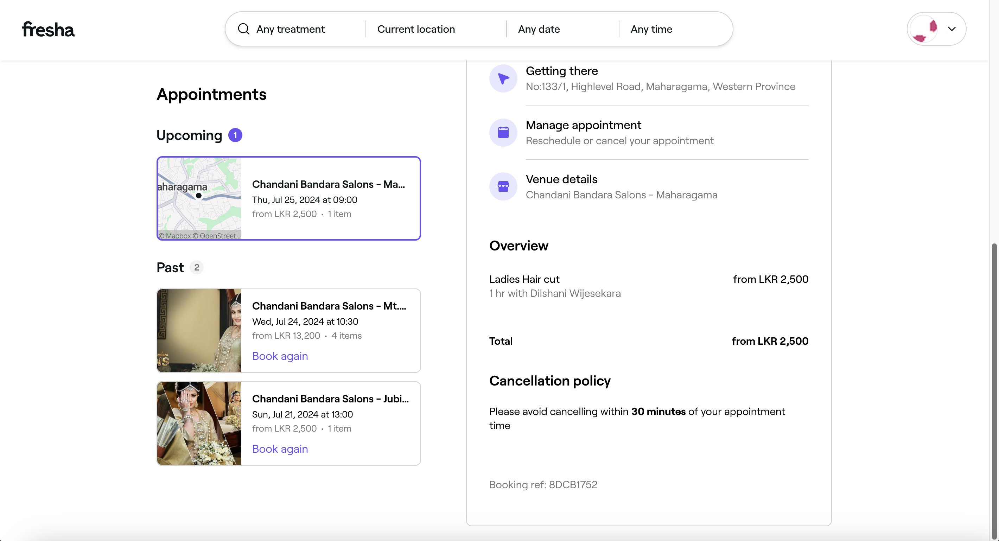 fresha
Any treatment
Current location
Any date
Any time
Appointments
Upcoming 1
aharagama
© Mapbox © OpenStreet...
Chandani Bandara Salons - Ma...
Thu, Jul 25, 2024 at 09:00
from LKR 2,500 • 1 item
Past 2
ndara
NS
Chandani Bandara Salons - Mt....
Wed, Jul 24, 2024 at 10:30
from LKR 13,200 • 4 items
Book again
Chandani Bandara Salons - Jubi...
Sun, Jul 21, 2024 at 13:00
from LKR 2,500 • 1 item
Book again
Getting there
No:133/1, Highlevel Road, Maharagama, Western Province
Manage appointment
Reschedule or cancel your appointment
Venue details
Chandani Bandara Salons - Maharagama
Overview
Ladies Hair cut from LKR 2,500
1 hr with Dilshani Wijesekara
Total from LKR 2,500
Cancellation policy
Please avoid cancelling within 30 minutes of your appointment
time
Booking ref: 8DCB1752